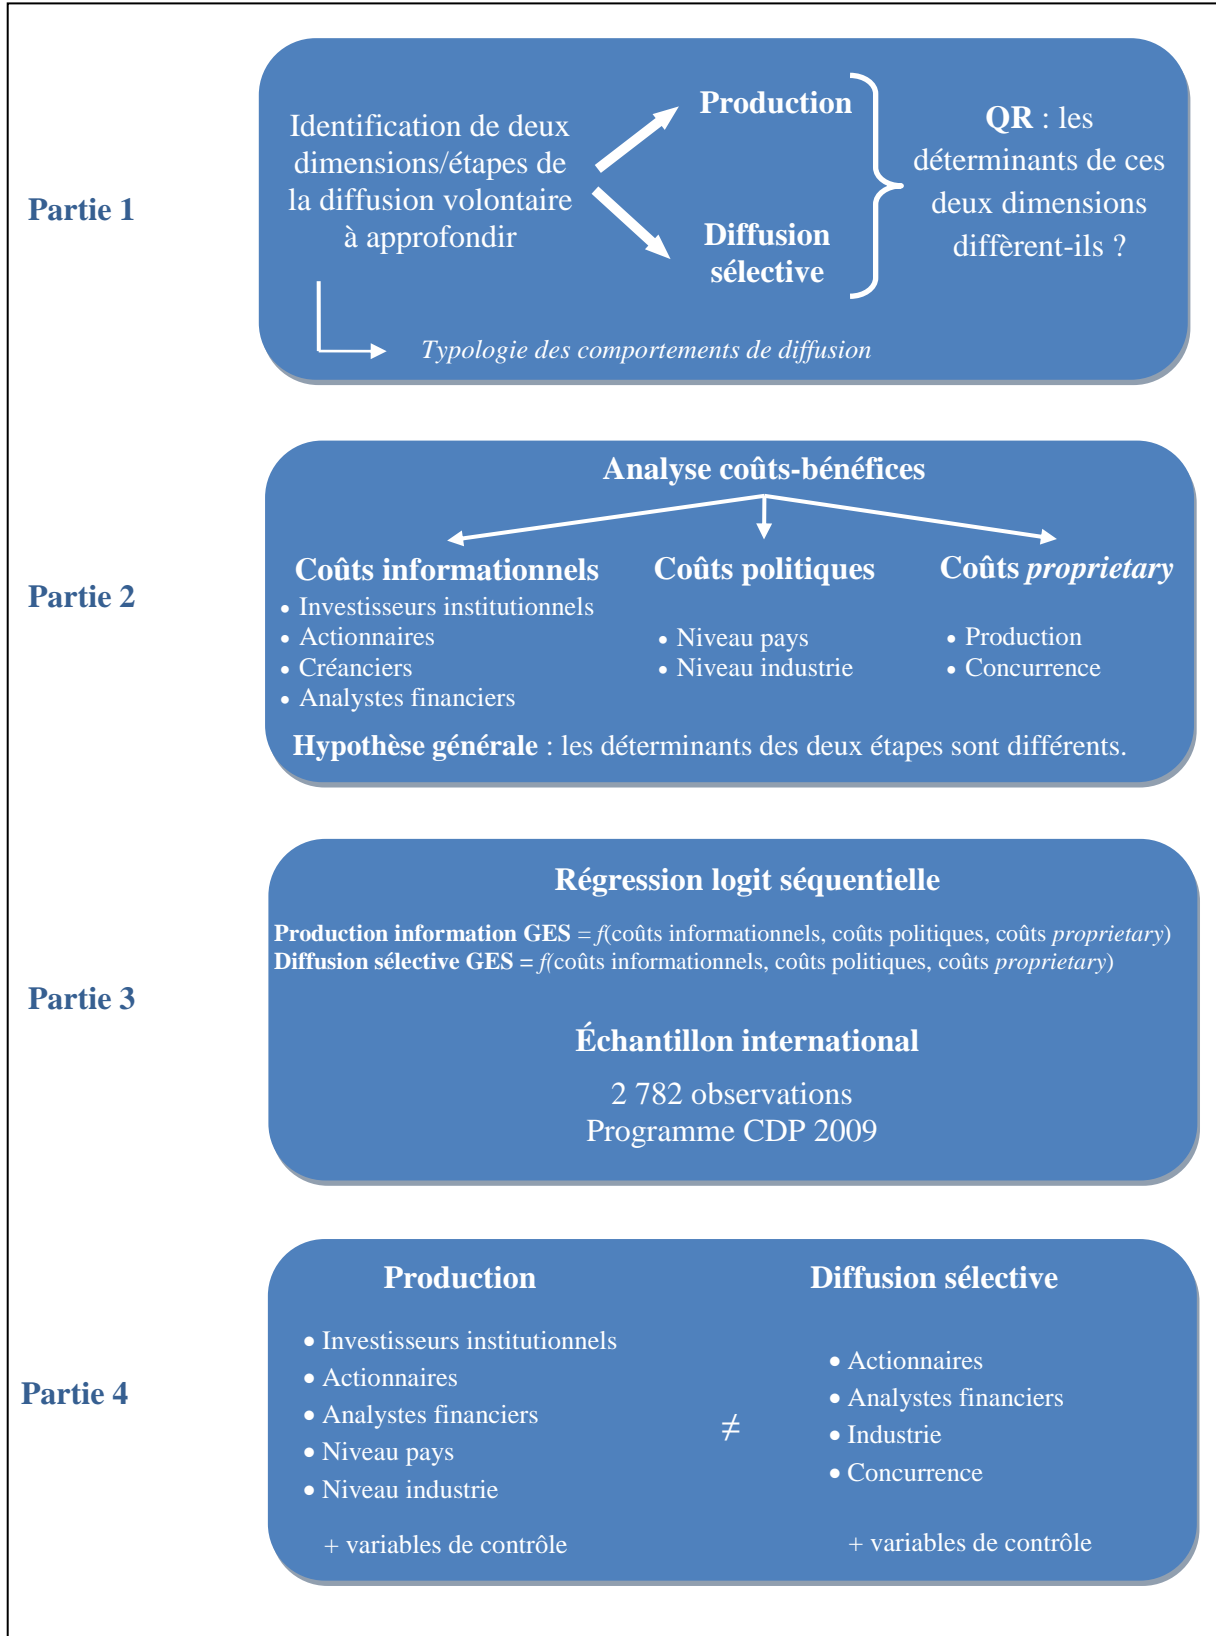 Partie 1
Identification de deux
dimensions/étapes de
la diffusion volontaire
à approfondir
Production
Diffusion
sélective
QR : les
déterminants de ces
deux dimensions
diffèrent-ils ?
Typologie des comportements de diffusion
Partie 2
Analyse coûts-bénéfices
Coûts informationnels
• Investisseurs institutionnels
• Actionnaires
• Créanciers
• Analystes financiers
Coûts politiques
• Niveau pays
• Niveau industrie
Coûts proprietary
• Production
• Concurrence
Hypothèse générale : les déterminants des deux étapes sont différents.
Partie 3
Régression logit séquentielle
Production information GES = f(coûts informationnels, coûts politiques, coûts proprietary)
Diffusion sélective GES = f(coûts informationnels, coûts politiques, coûts proprietary)
Échantillon international
2 782 observations
Programme CDP 2009
Partie 4
Production
• Investisseurs institutionnels
• Actionnaires
• Analystes financiers
• Niveau pays
• Niveau industrie
+ variables de contrôle
≠
Diffusion sélective
• Actionnaires
• Analystes financiers
• Industrie
• Concurrence
+ variables de contrôle